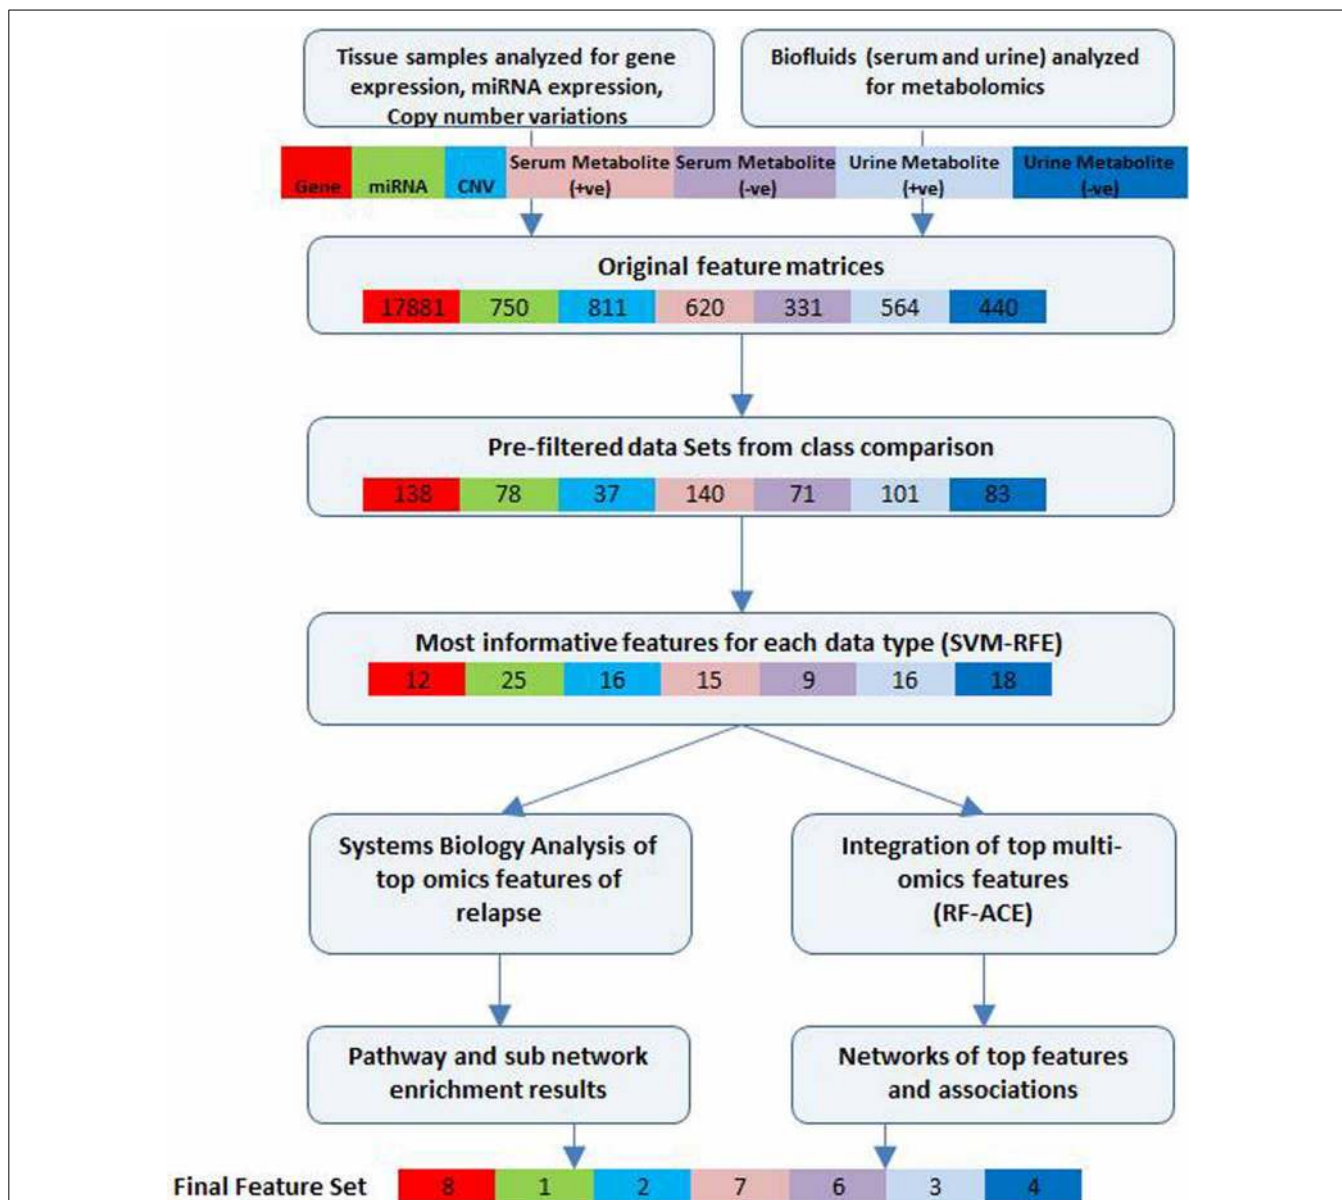 Tissue samples analyzed for gene
expression, miRNA expression,
Copy number variations
Biofluids (serum and urine) analyzed
for metabolomics
Gene
miRNA
CNV
Serum Metabolite
(+ve)
Serum Metabolite
(-ve)
Urine Metabolite
(+ve)
Urine Metabolite
(-ve)
Original feature matrices
17881 750 811 620 331 564 440
Pre-filtered data Sets from class comparison
138 78 37 140 71 101 83
Most informative features for each data type (SVM-RFE)
12 25 16 15 9 16 18
Systems Biology Analysis of
top omics features of
relapse
Integration of top multi-
omics features
(RF-ACE)
Pathway and sub network
enrichment results
Networks of top features
and associations
Final Feature Set 8 1 2 7 6 3 4